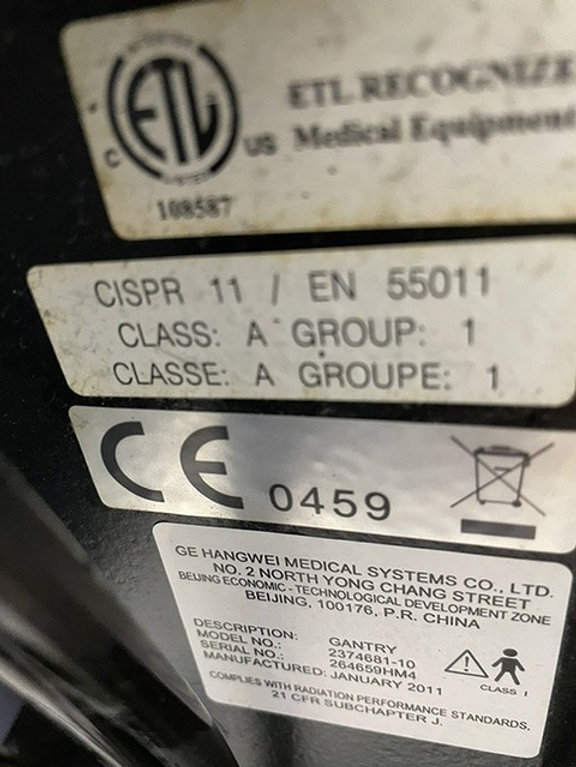 ETL
C US
ETL RECOGNIZE
Medical Equipment
108587
CISPR 11 / EN 55011
CLASS: A GROUP: 1
CLASSE: A GROUPE: 1
CE 0459
GE HANGWEI MEDICAL SYSTEMS CO., LTD.
NO. 2 NORTH YONG CHANG STREET
BEIJING ECONOMIC - TECHNOLOGICAL DEVELOPMENT ZONE
BEIJING, 100176, P.R. CHINA
DESCRIPTION: GANTRY
MODEL NO.: 2374681-10
SERIAL NO.: 264659HM4
MANUFACTURED: JANUARY 2011
CLASS I
COMPLIES WITH RADIATION PERFORMANCE STANDARDS,
21 CFR SUBCHAPTER J.